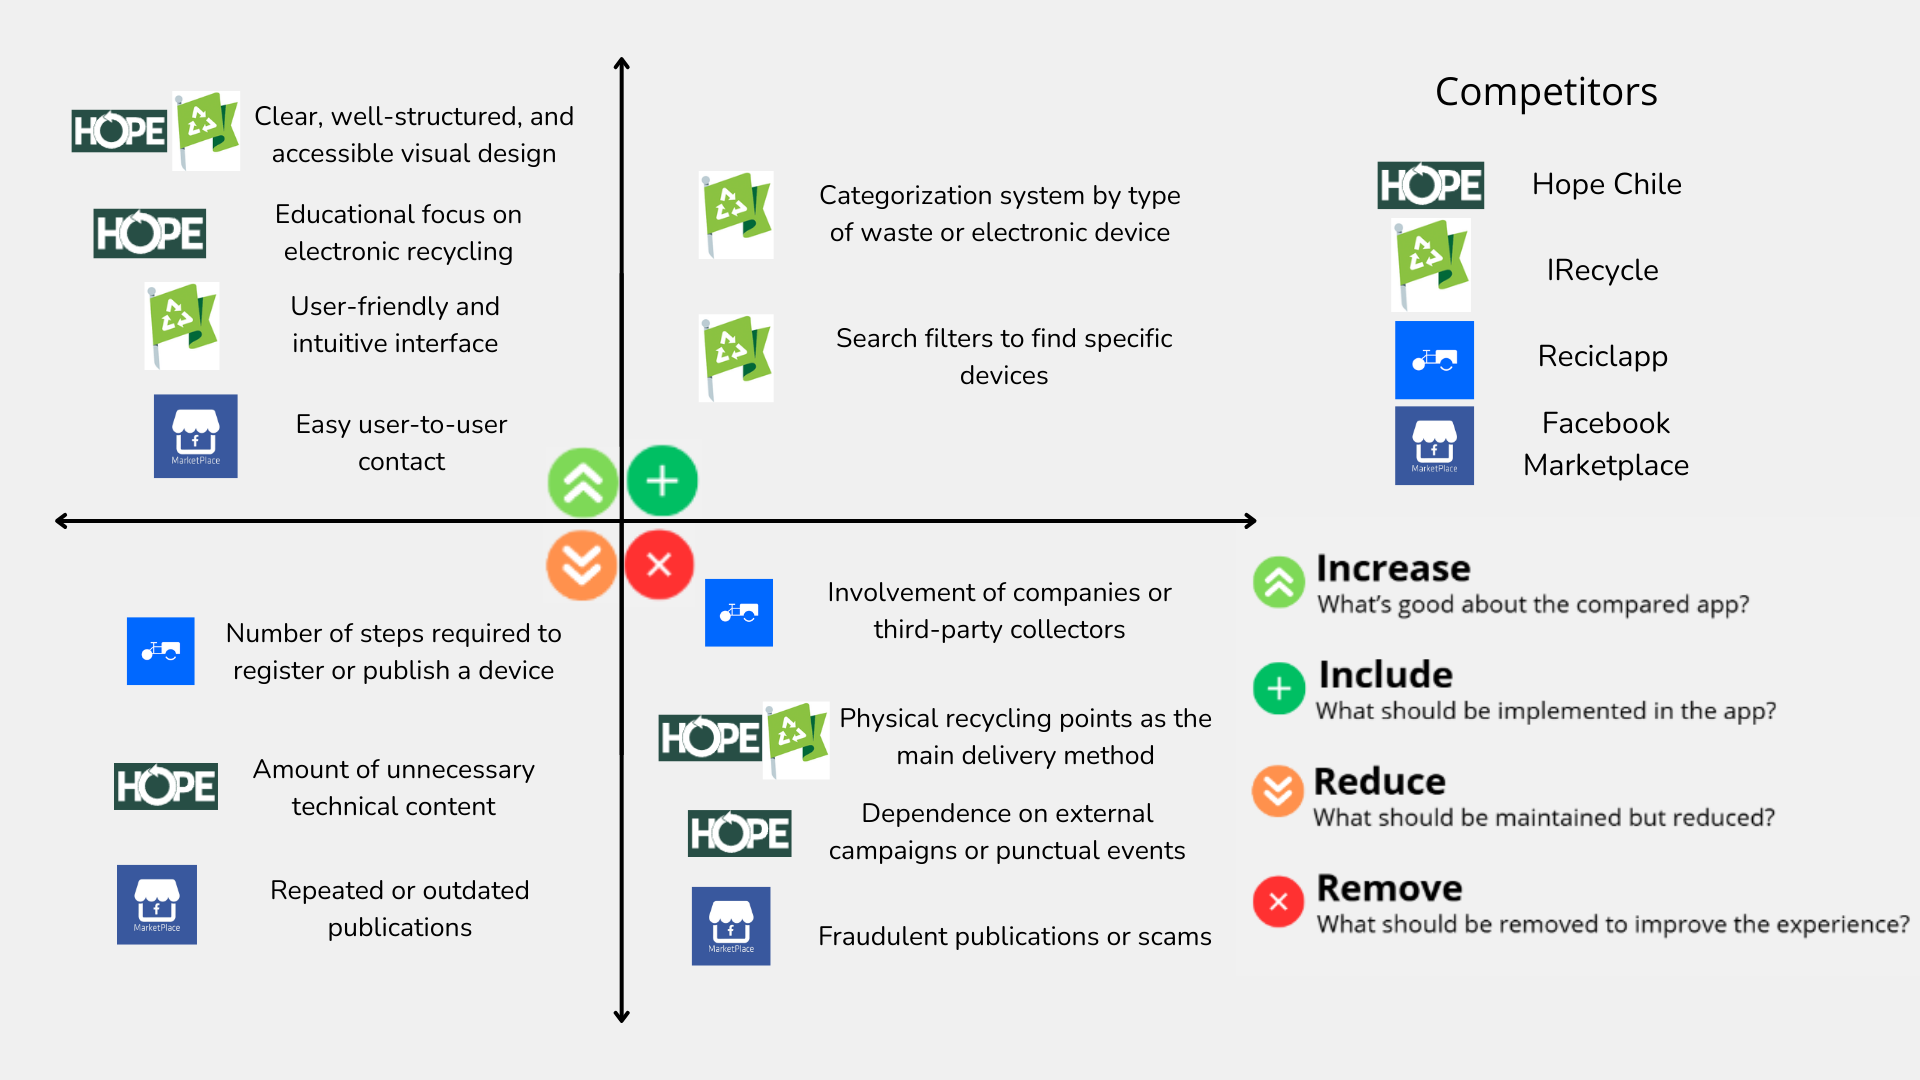 HOPE
Clear, well-structured, and
accessible visual design
HOPE
Educational focus on
electronic recycling
User-friendly and
intuitive interface
MarketPlace
Easy user-to-user
contact
Categorization system by type
of waste or electronic device
Search filters to find specific
devices
Number of steps required to
register or publish a device
HOPE
Amount of unnecessary
technical content
MarketPlace
Repeated or outdated
publications
Involvement of companies or
third-party collectors
HOPE
Physical recycling points as the
main delivery method
HOPE
Dependence on external
campaigns or punctual events
MarketPlace
Fraudulent publications or scams
Competitors
HOPE
Hope Chile
IRecycle
Reciclapp
MarketPlace
Facebook
Marketplace
Increase
What's good about the compared app?
Include
What should be implemented in the app?
Reduce
What should be maintained but reduced?
Remove
What should be removed to improve the experience?